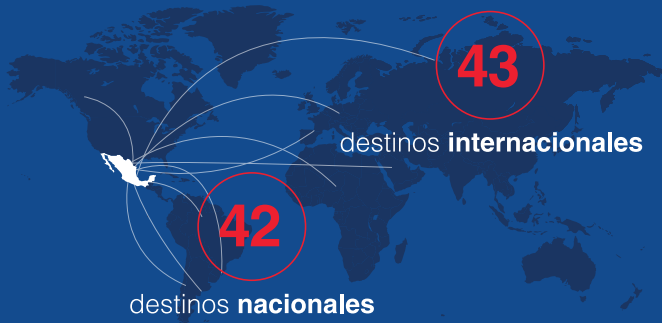 43
destinos internacionales
42
destinos nacionales